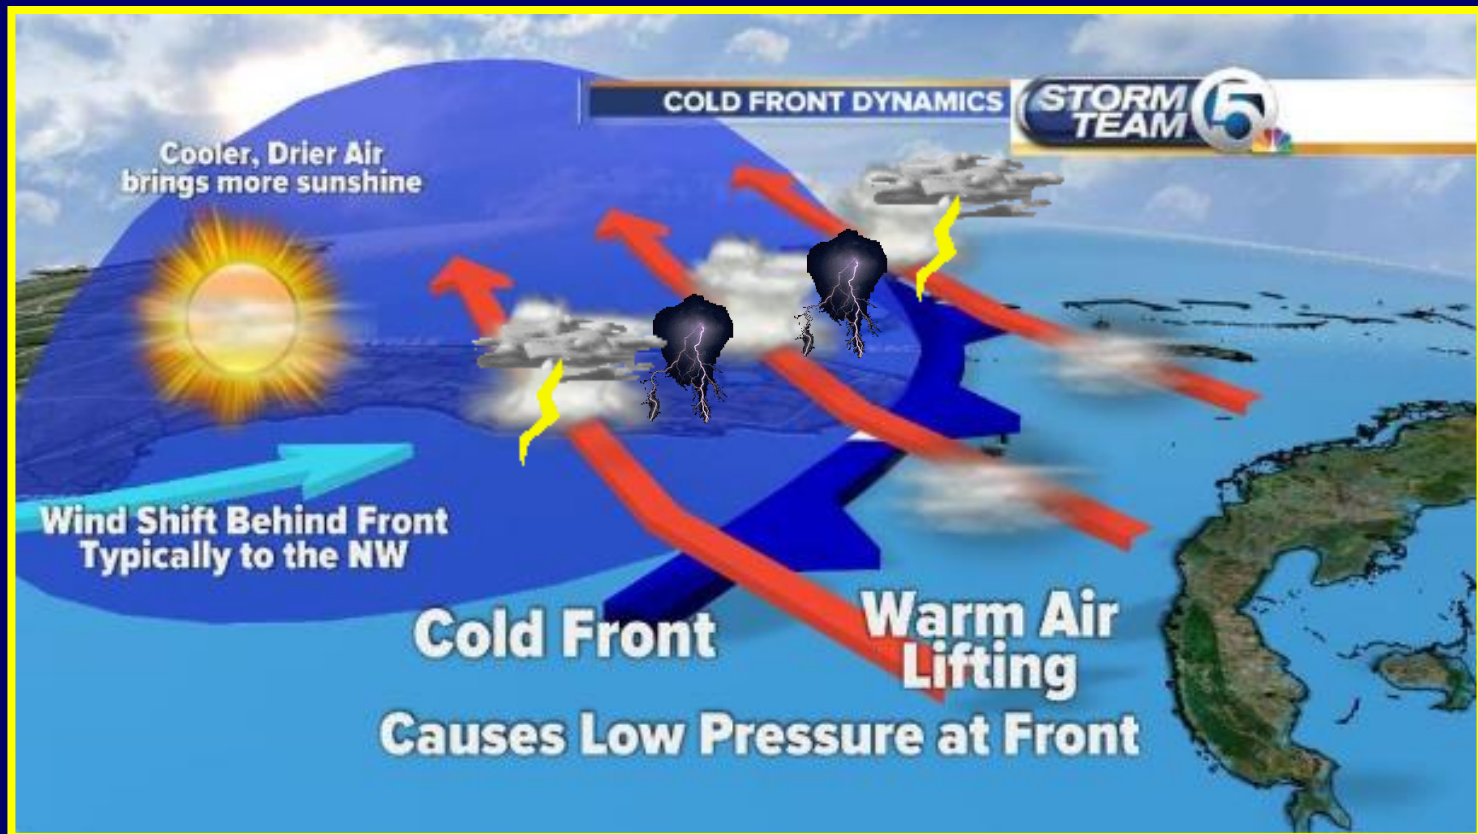 COLD FRONT DYNAMICS
STORM
TEAM 5
Cooler, Drier Air
brings more sunshine
Wind Shift Behind Front
Typically to the NW
Cold Front
Warm Air
Lifting
Causes Low Pressure at Front